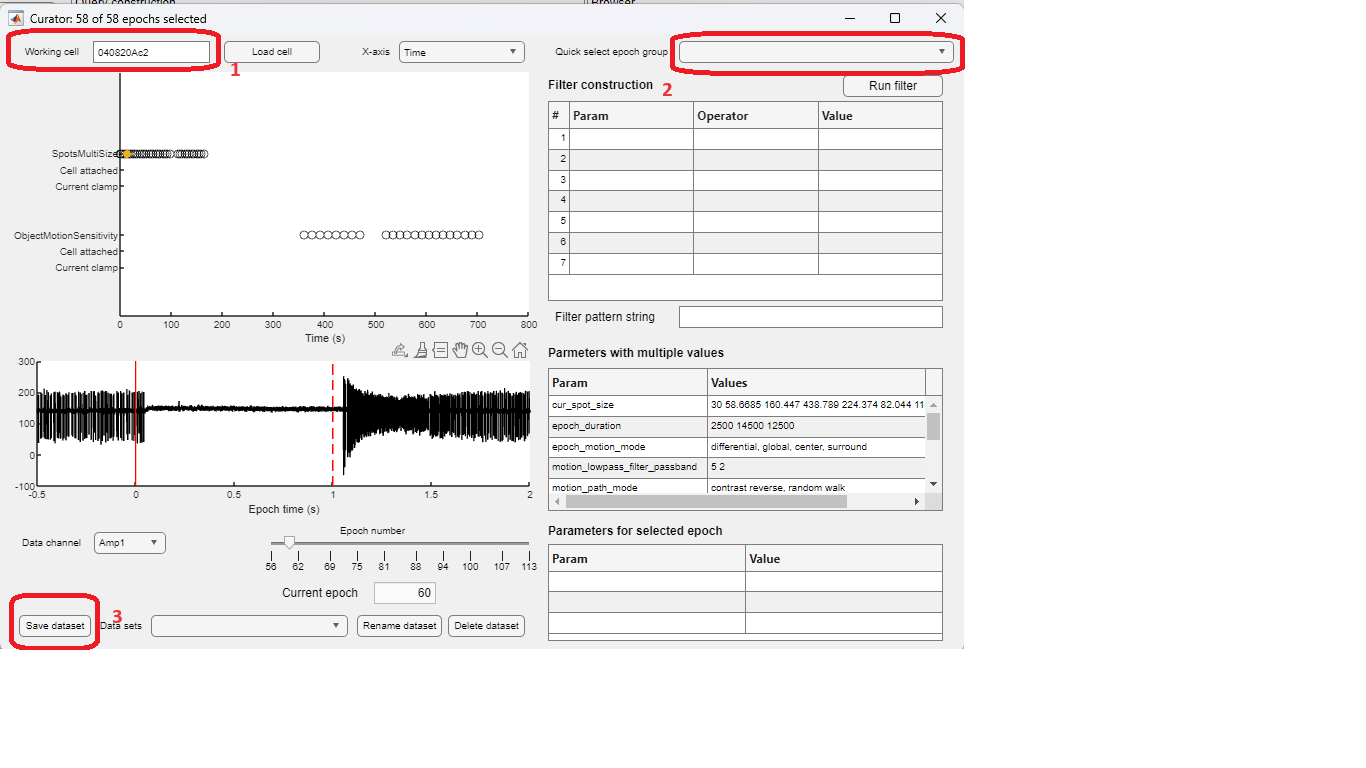 Query construction
Browser
Curator: 58 of 58 epochs selected
Working cell 040820Ac2 Load cell X-axis Time Quick select epoch group
1
2
Filter construction Run filter
# Param Operator Value
1
2
3
4
5
6
7
Filter pattern string
SpotsMultiSize
Cell attached
Current clamp
ObjectMotionSensitivity
Cell attached
Current clamp
0 100 200 300 400 500 600 700 800
Time (s)
300
200
100
0
-100
-0.5 0 0.5 1 1.5 2
Epoch time (s)
Parmeters with multiple values
Param Values
cur_spot_size 30 58.6685 160.447 438.789 224.374 82.044 11
epoch_duration 2500 14500 12500
epoch_motion_mode differential, global, center, surround
motion_lowpass_filter_passband 5 2
motion_path_mode contrast reverse, random walk
Data channel Amp1
Epoch number
56 62 69 75 81 88 94 100 107 113
Current epoch 60
3
Save dataset Data sets Rename dataset Delete dataset
Parameters for selected epoch
Param Value